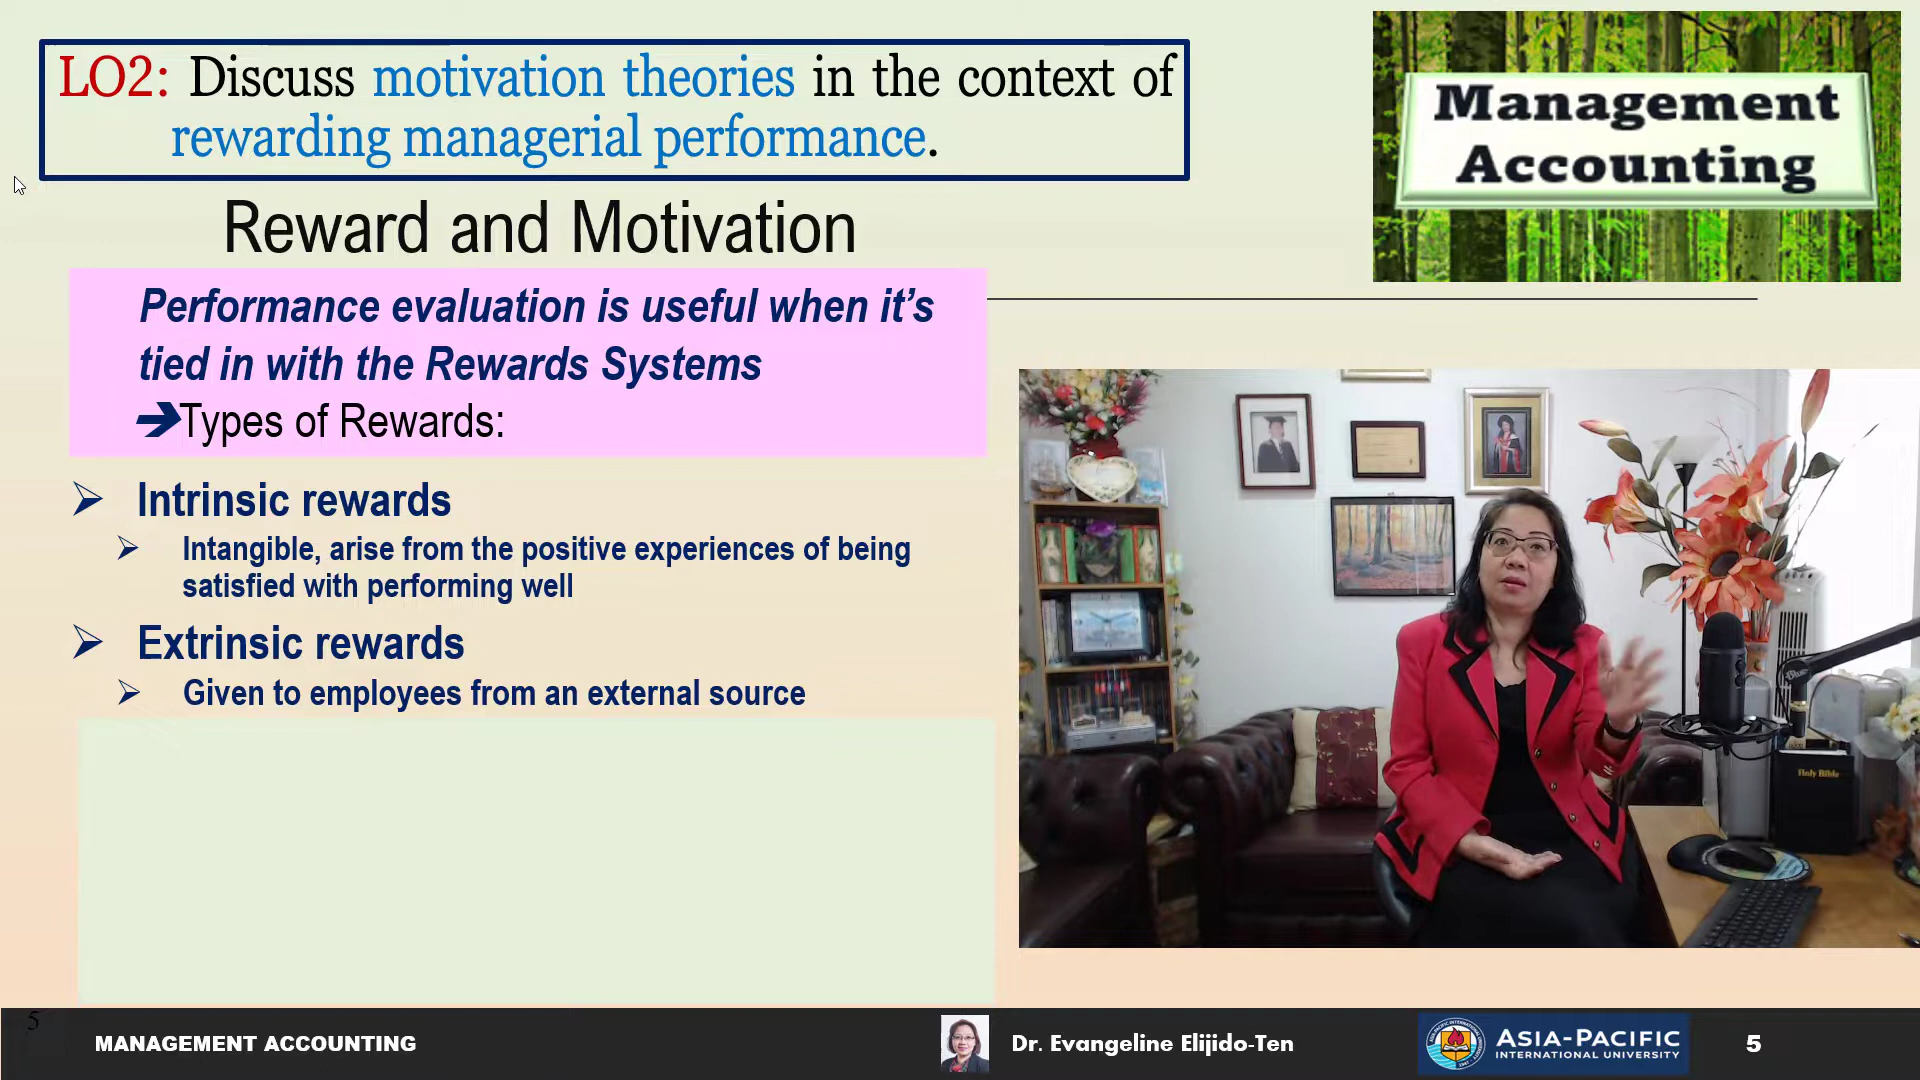 LO2: Discuss motivation theories in the context of
rewarding managerial performance.
Management
Accounting
Reward and Motivation
Performance evaluation is useful when it’s
tied in with the Rewards Systems
➔Types of Rewards:
➢ Intrinsic rewards
➢ Intangible, arise from the positive experiences of being
satisfied with performing well
➢ Extrinsic rewards
➢ Given to employees from an external source
Holy Bible
5
MANAGEMENT ACCOUNTING
Dr. Evangeline Elijido-Ten
ASIA-PACIFIC
INTERNATIONAL UNIVERSITY
5